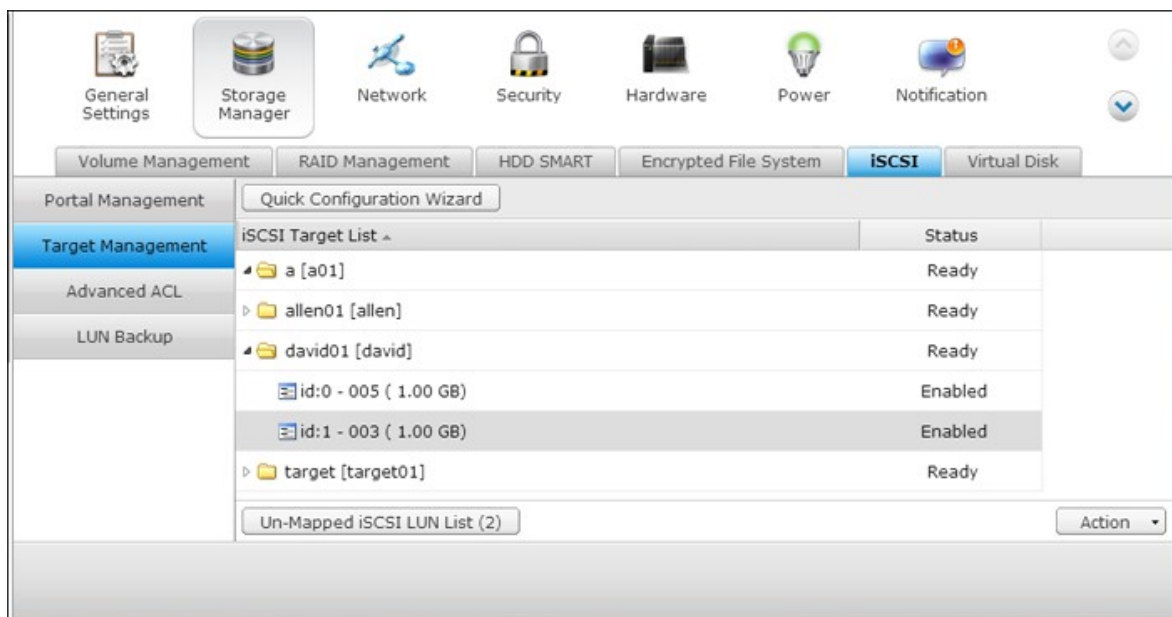 General Settings
Storage Manager
Network
Security
Hardware
Power
Notification
Volume Management
RAID Management
HDD SMART
Encrypted File System
iSCSI
Virtual Disk
Portal Management
Target Management
Advanced ACL
LUN Backup
Quick Configuration Wizard
iSCSI Target List
Status
a [a01]
Ready
allen01 [allen]
Ready
david01 [david]
Ready
id:0 - 005 ( 1.00 GB)
Enabled
id:1 - 003 ( 1.00 GB)
Enabled
target [target01]
Ready
Un-Mapped iSCSI LUN List (2)
Action